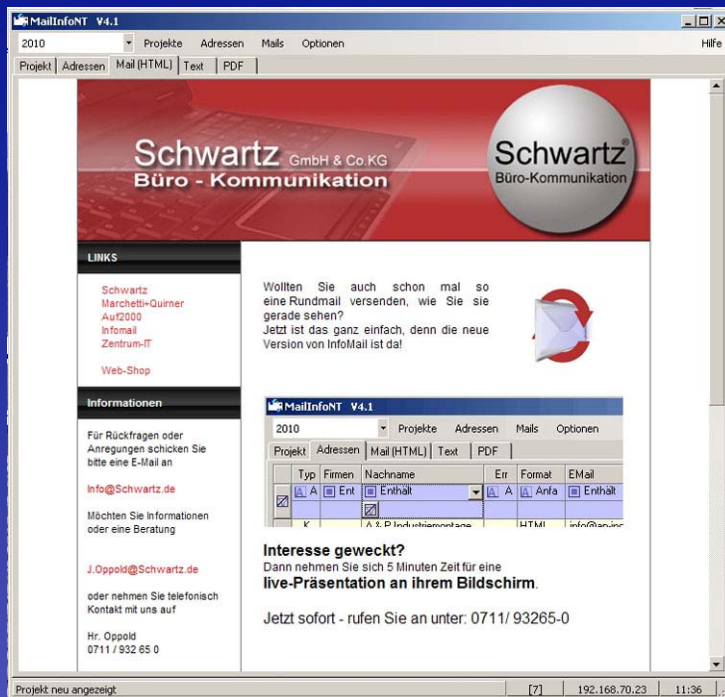 MailInfoNT V4.1
2010 Projekte Adressen Mails Optionen Hilfe
Projekt Adressen Mail (HTML) Text PDF
Schwartz GmbH & Co.KG
Büro - Kommunikation
Schwartz®
Büro-Kommunikation
LINKS
Schwartz
Marchetti+Quirner
Auf2000
Infomail
Zentrum-IT
Web-Shop
Informationen
Für Rückfragen oder
Anregungen schicken Sie
bitte eine E-Mail an
Info@Schwartz.de
Möchten Sie Informationen
oder eine Beratung
J.Oppold@Schwartz.de
oder nehmen Sie telefonisch
Kontakt mit uns auf
Hr. Oppold
0711 / 932 65 0
Wollten Sie auch schon mal so
eine Rundmail versenden, wie Sie sie
gerade sehen?
Jetzt ist das ganz einfach, denn die neue
Version von InfoMail ist da!
MailInfoNT V4.1
2010 Projekte Adressen Mails Optionen
Projekt Adressen Mail (HTML) Text PDF
Typ Firmen Nachname Err Format EMail
A Ent Enthält A Anfa Enthält
K A & P Industriemontage HTML
Interesse geweckt?
Dann nehmen Sie sich 5 Minuten Zeit für eine
live-Präsentation an ihrem Bildschirm.
Jetzt sofort - rufen Sie an unter: 0711/ 93265-0
Projekt neu angezeigt [7] 192.168.70.23 11:36